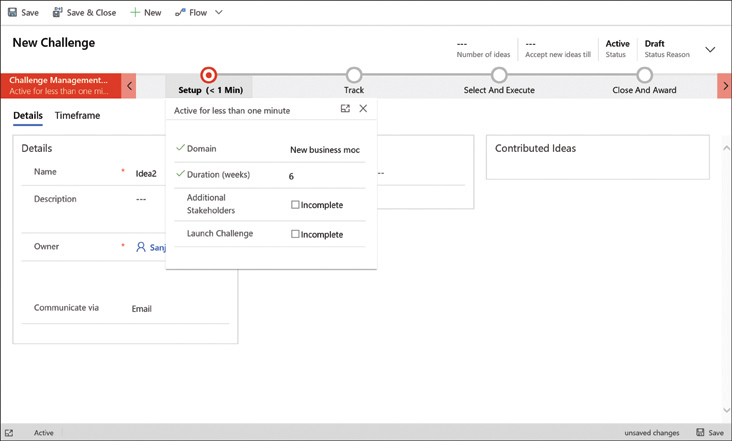 Save Save & Close New Flow
New Challenge
---
Number of ideas
---
Accept new ideas till
Active
Status
Draft
Status Reason
Challenge Management...
Active for less than one mi...
Setup (< 1 Min)
Track
Select And Execute
Close And Award
Details Timeframe
Active for less than one minute
Domain New business moc
Duration (weeks) 6
Additional
Stakeholders
Incomplete
Launch Challenge Incomplete
Details
Name * Idea2
Description ---
Owner * Sanj
Communicate via Email
--
Contributed Ideas
Active unsaved changes Save